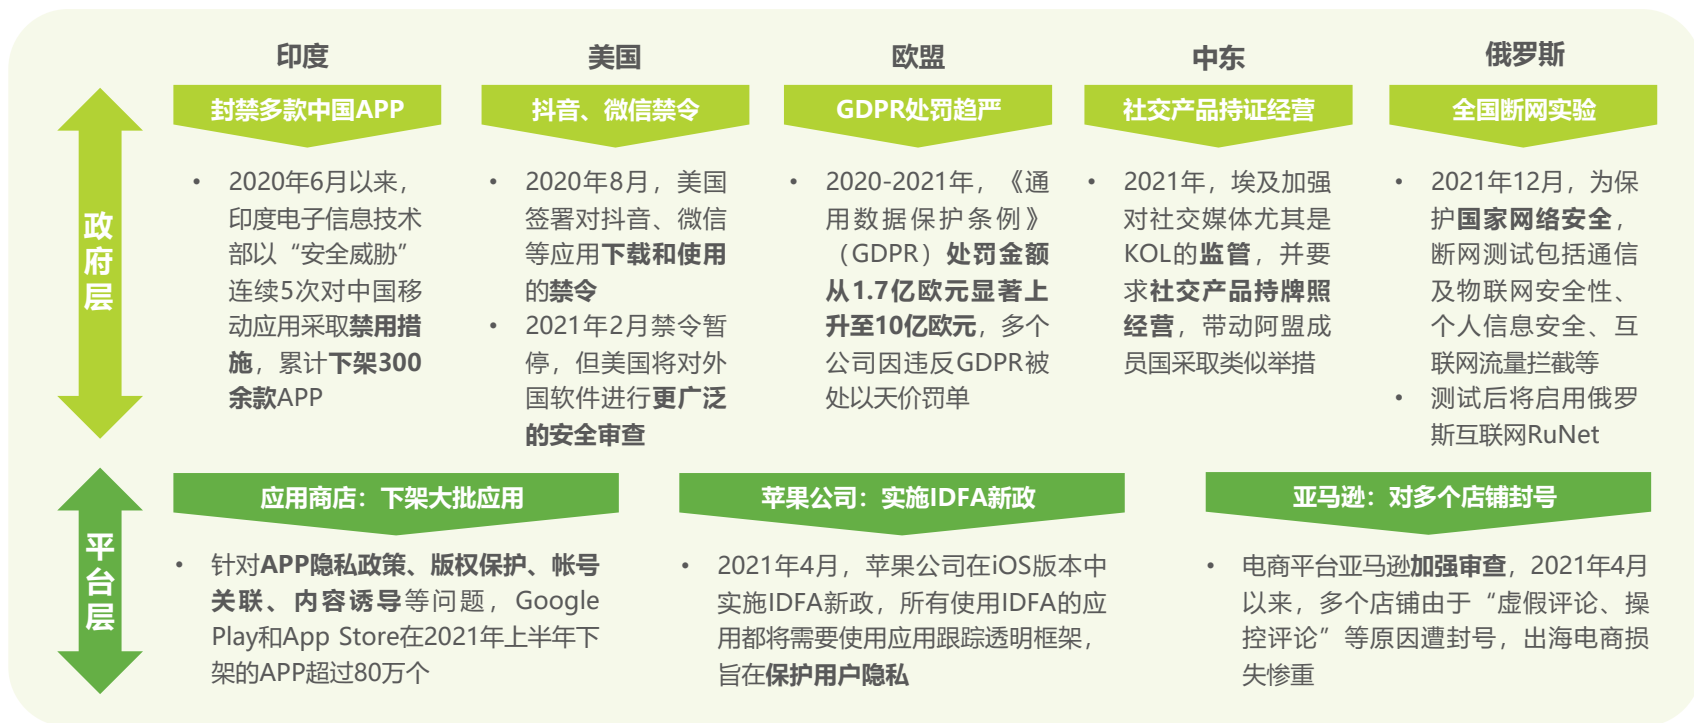 印度
封禁多款中国APP
• 2020年6月以来，
印度电子信息技术
部以“安全威胁”
连续5次对中国移
动应用采取禁用措
施，累计下架300
余款APP
美国
抖音、微信禁令
• 2020年8月，美国
签署对抖音、微信
等应用下载和使用
的禁令
• 2021年2月禁令暂
停，但美国将对外
国软件进行更广泛
的安全审查
欧盟
GDPR处罚趋严
• 2020-2021年，《通
用数据保护条例》
（GDPR）处罚金额
从1.7亿欧元显著上
升至10亿欧元，多个
公司因违反GDPR被
处以天价罚单
中东
社交产品持证经营
• 2021年，埃及加强
对社交媒体尤其是
KOL的监管，并要
求社交产品持牌照
经营，带动阿盟成
员国采取类似举措
俄罗斯
全国断网实验
• 2021年12月，为保
护国家网络安全，
断网测试包括通信
及物联网安全性、
个人信息安全、互
联网流量拦截等
• 测试后将启用俄罗
斯互联网RuNet
政府层
平台层
应用商店：下架大批应用
• 针对APP隐私政策、版权保护、帐号
关联、内容诱导等问题，Google
Play和App Store在2021年上半年下
架的APP超过80万个
苹果公司：实施IDFA新政
• 2021年4月，苹果公司在iOS版本中
实施IDFA新政，所有使用IDFA的应
用都将需要使用应用跟踪透明框架，
旨在保护用户隐私
亚马逊：对多个店铺封号
• 电商平台亚马逊加强审查，2021年4月
以来，多个店铺由于“虚假评论、操
控评论”等原因遭封号，出海电商损
失惨重